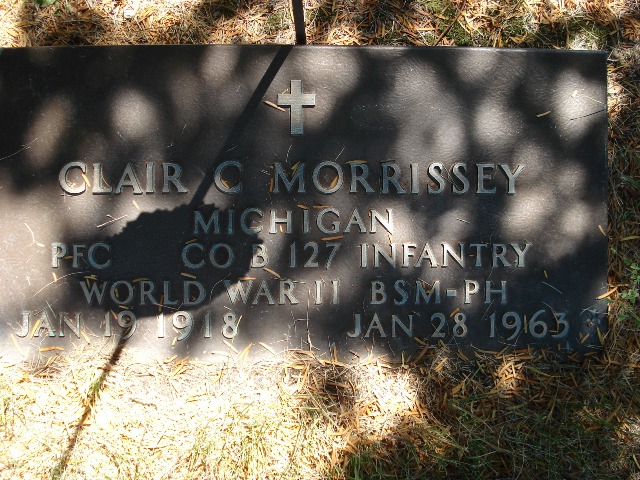 CLAIR C MORRISSEY
MICHIGAN
PFC CO B 127 INFANTRY
WORLD WAR II BSM-PH
JAN 19 1918 JAN 28 1963